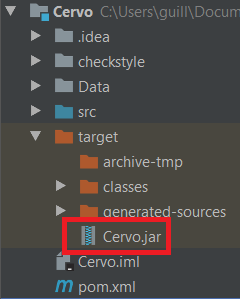 Cervo C:\Users\guill\Docum
.idea
checkstyle
Data
src
target
archive-tmp
classes
generated-sources
Cervo.jar
Cervo.iml
pom.xml